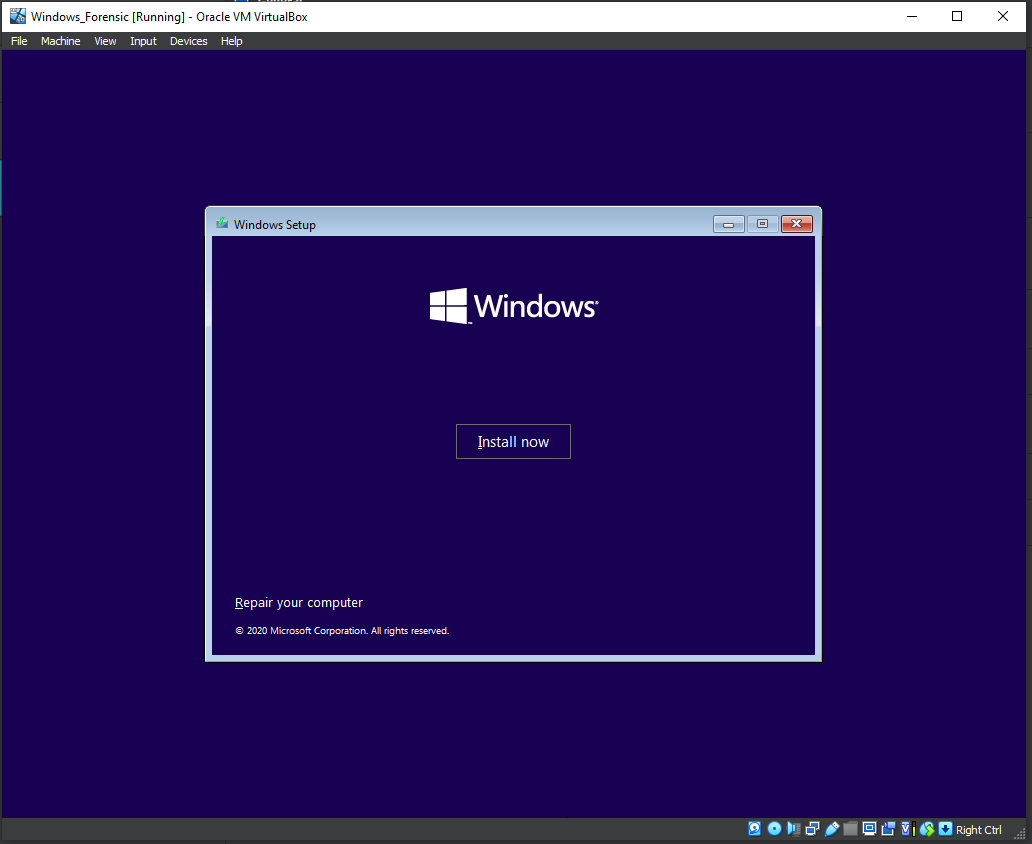 Windows_Forensic [Running] - Oracle VM VirtualBox
File Machine View Input Devices Help
Windows Setup
Windows®
Install now
Repair your computer
© 2020 Microsoft Corporation. All rights reserved.
Right Ctrl